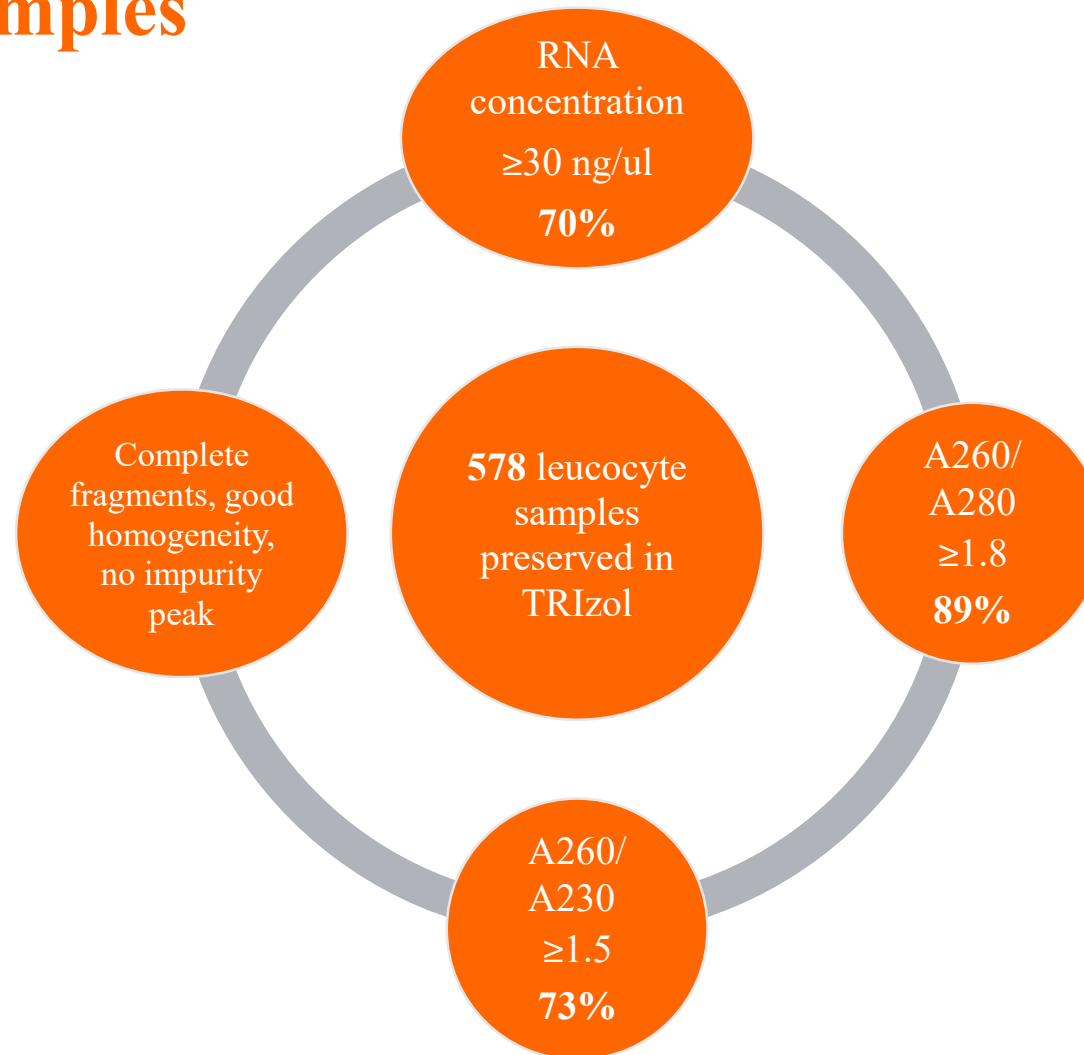 mples
RNA
concentration
≥30 ng/ul
70%
Complete
fragments, good
homogeneity,
no impurity
peak
578 leucocyte
samples
preserved in
TRIzol
A260/
A280
≥1.8
89%
A260/
A230
≥1.5
73%